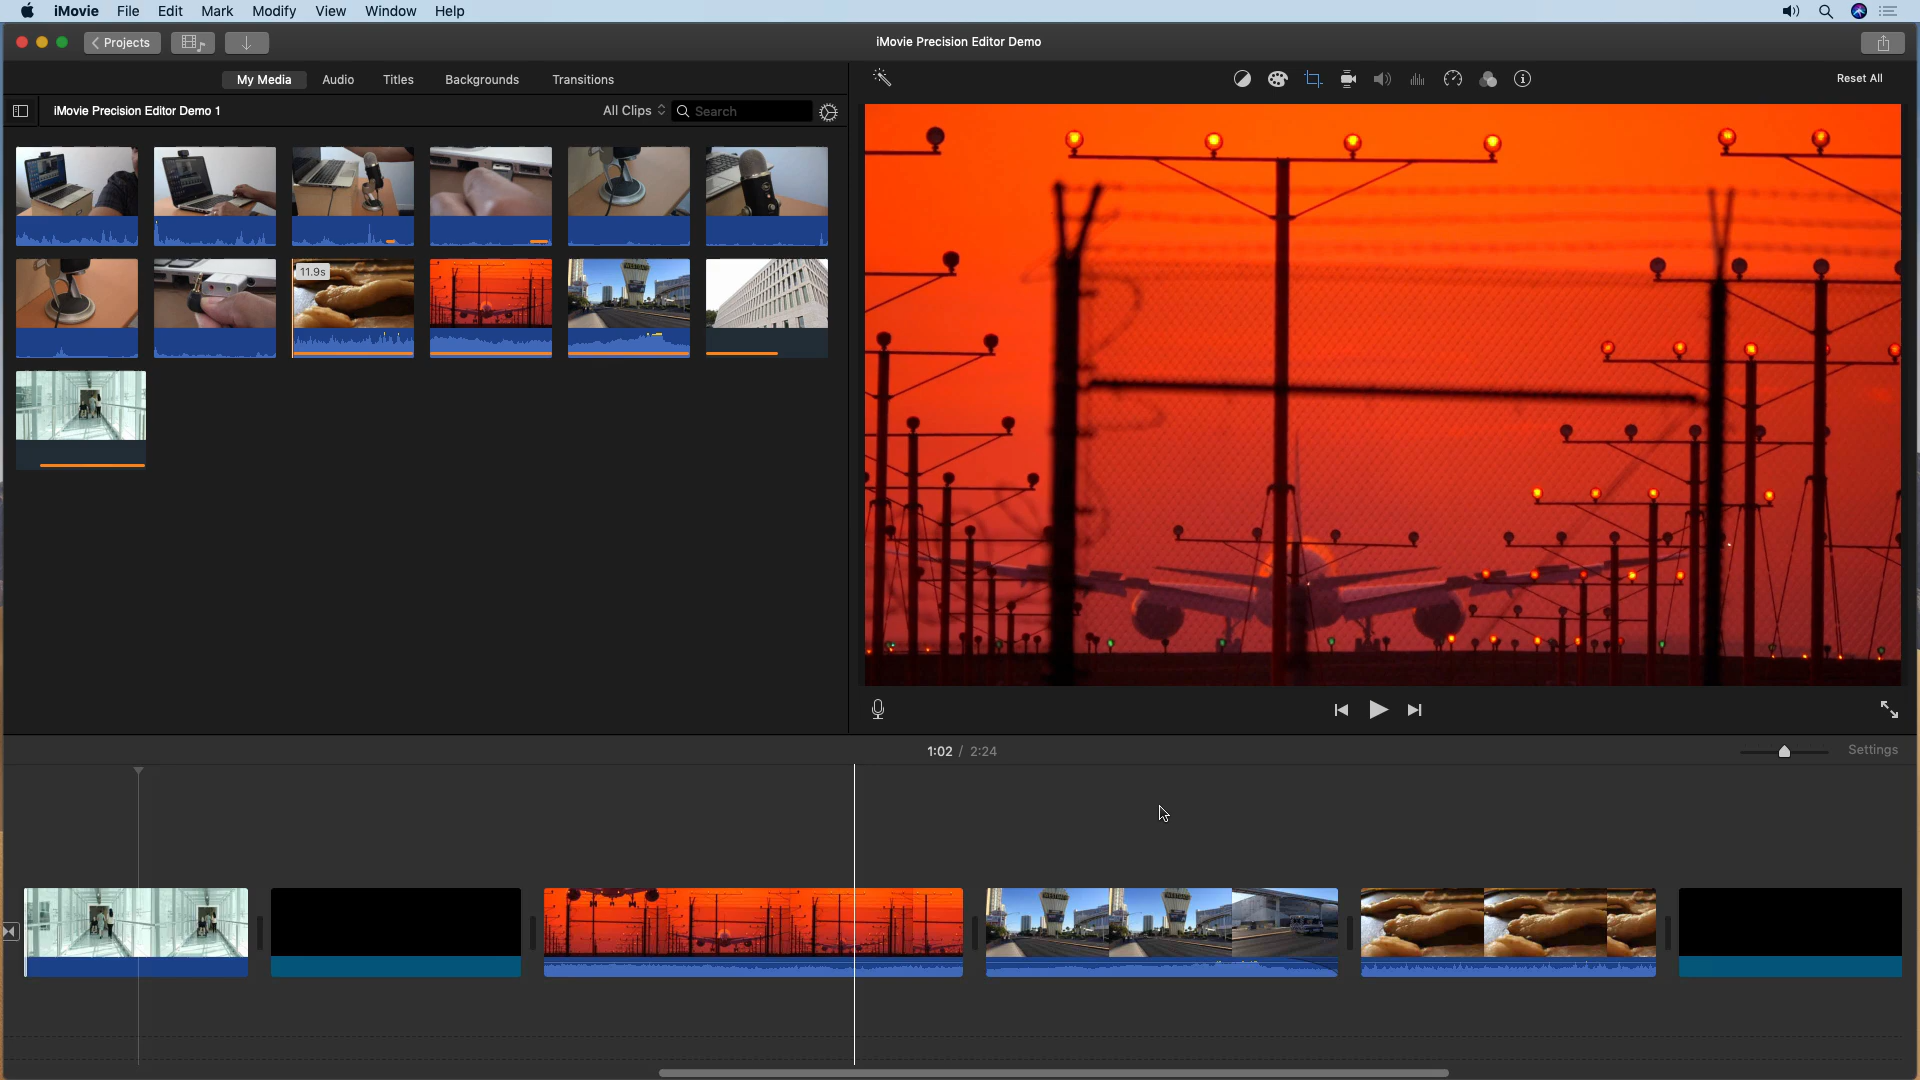 iMovie File Edit Mark Modify View Window Help
Projects
iMovie Precision Editor Demo
My Media Audio Titles Backgrounds Transitions
Reset All
iMovie Precision Editor Demo 1
All Clips
Search
11.9s
1:02 / 2:24
Settings